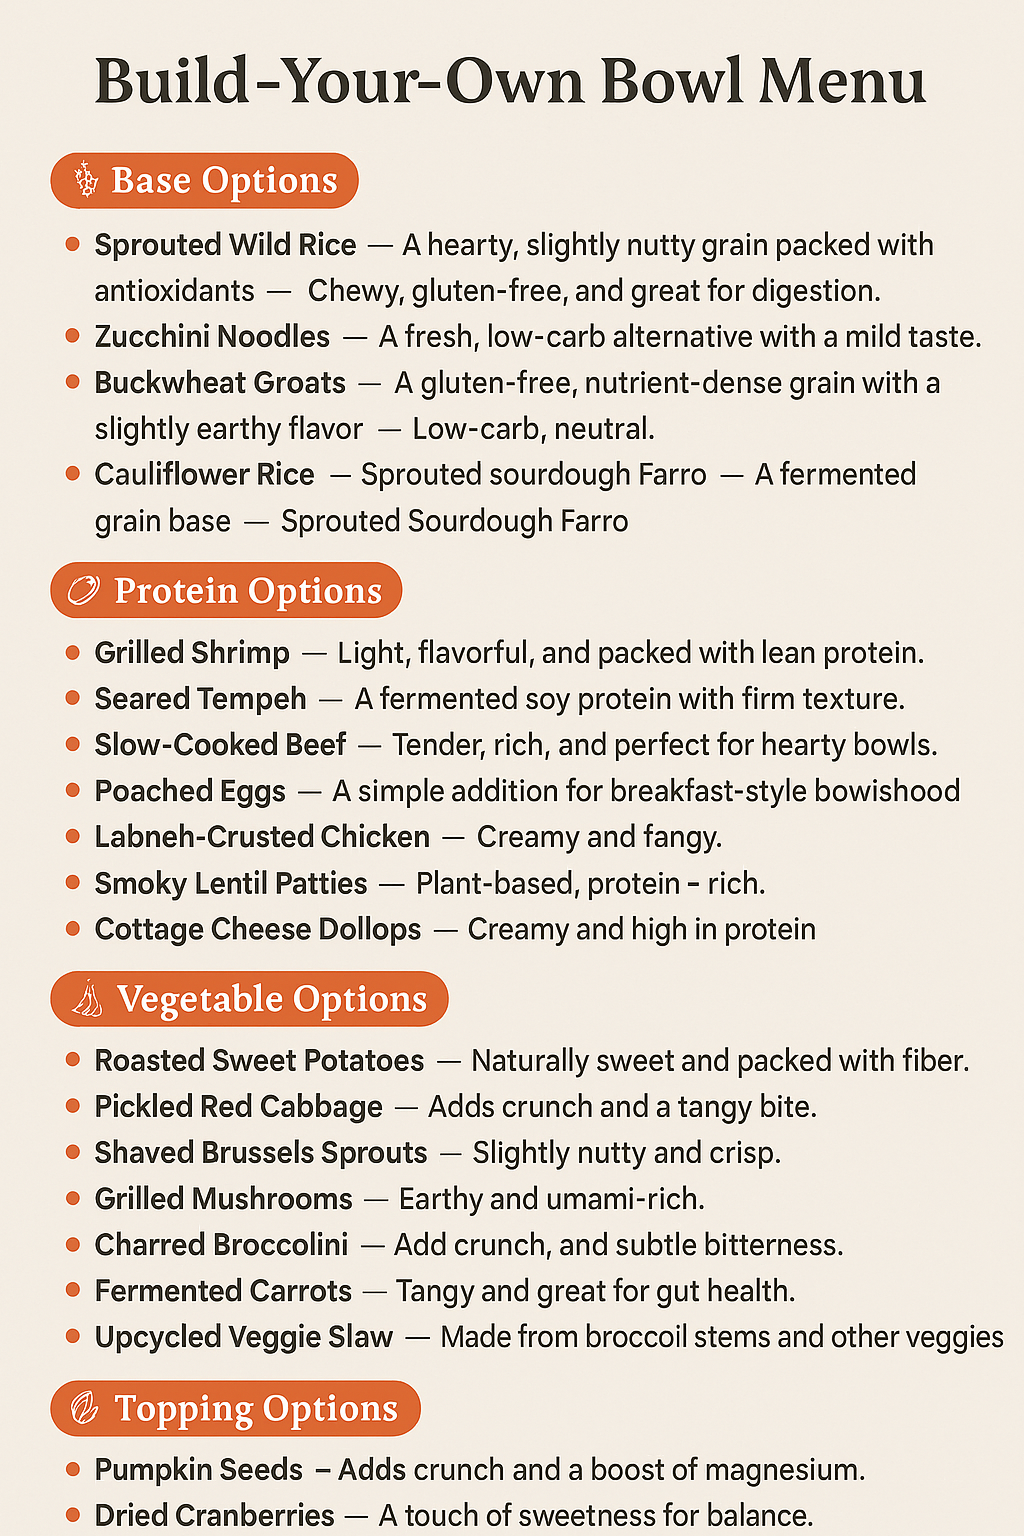 Build-Your-Own Bowl Menu
Base Options
• Sprouted Wild Rice — A hearty, slightly nutty grain packed with
antioxidants — Chewy, gluten-free, and great for digestion.
• Zucchini Noodles — A fresh, low-carb alternative with a mild taste.
• Buckwheat Groats — A gluten-free, nutrient-dense grain with a
slightly earthy flavor — Low-carb, neutral.
• Cauliflower Rice — Sprouted sourdough Farro — A fermented
grain base — Sprouted Sourdough Farro
Protein Options
• Grilled Shrimp — Light, flavorful, and packed with lean protein.
• Seared Tempeh — A fermented soy protein with firm texture.
• Slow-Cooked Beef — Tender, rich, and perfect for hearty bowls.
• Poached Eggs — A simple addition for breakfast-style bowishood
• Labneh-Crusted Chicken — Creamy and fangy.
• Smoky Lentil Patties — Plant-based, protein – rich.
• Cottage Cheese Dollops — Creamy and high in protein
Vegetable Options
• Roasted Sweet Potatoes — Naturally sweet and packed with fiber.
• Pickled Red Cabbage — Adds crunch and a tangy bite.
• Shaved Brussels Sprouts — Slightly nutty and crisp.
• Grilled Mushrooms — Earthy and umami-rich.
• Charred Broccolini — Add crunch, and subtle bitterness.
• Fermented Carrots — Tangy and great for gut health.
• Upcycled Veggie Slaw — Made from broccoil stems and other veggies
Topping Options
• Pumpkin Seeds – Adds crunch and a boost of magnesium.
• Dried Cranberries — A touch of sweetness for balance.